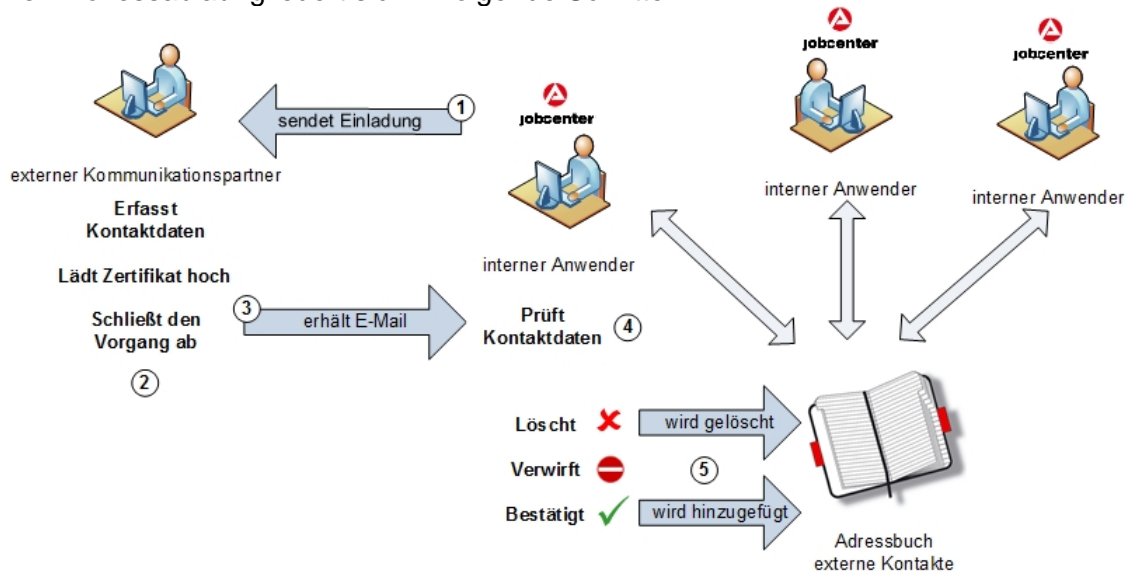 jobcenter
jobcenter
sendet Einladung
1
jobcenter
externer Kommunikationspartner
interner Anwender
interner Anwender
Erfasst
Kontaktdaten
Lädt Zertifikat hoch
interner Anwender
3
erhält E-Mail
Schließt den
Vorgang ab
2
Prüft
Kontaktdaten
4
Löscht
wird gelöscht
Verwirft
5
Bestätigt
wird hinzugefügt
Adressbuch
externe Kontakte